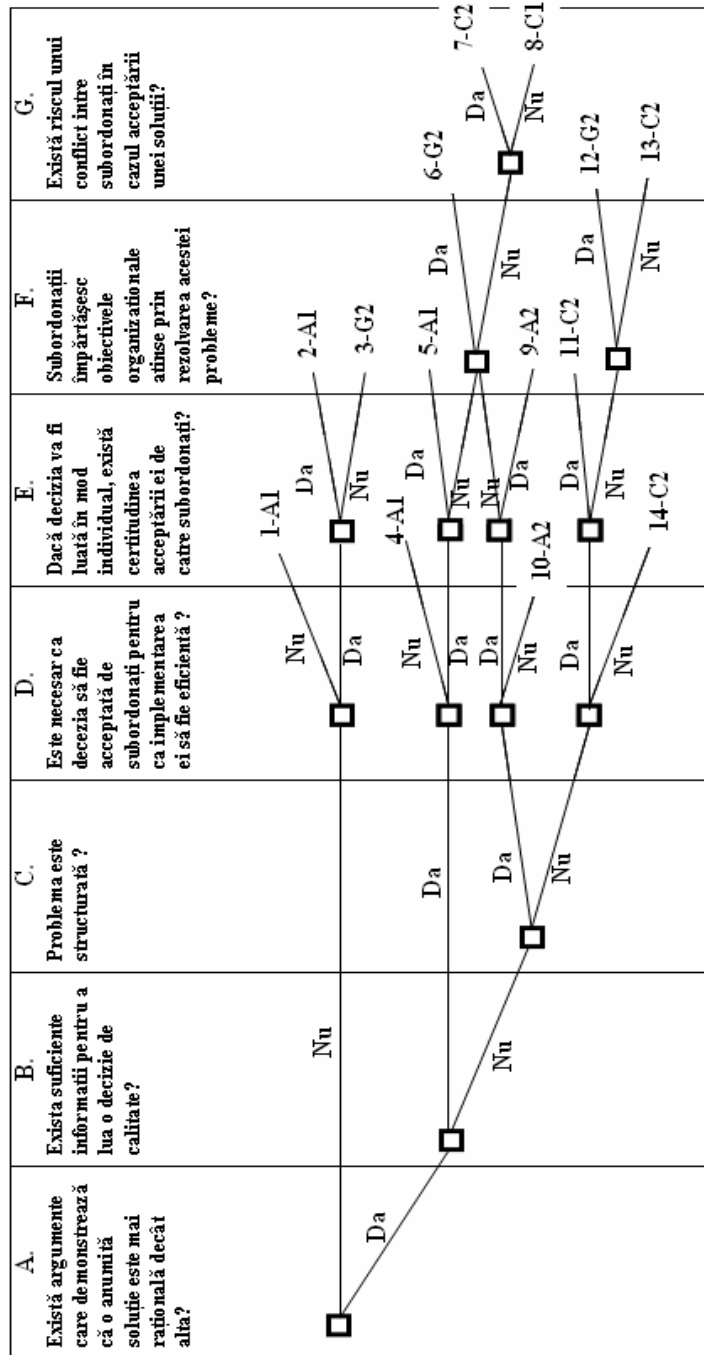 A.
Există argumente
care demonstrează
că o anumită
soluție este mai
rațională decât
alta?
B.
Exista suficiente
informatii pentru a
lua o decizie de
calitate?
C.
Problema este
structurată ?
D.
Este necesar ca
decezia să fie
acceptată de
subordonați pentru
ca implementarea
ei să fie eficientă ?
E.
Dacă decizia va fi
luată în mod
individual, există
certitudinea
acceptării ei de
catre subordonați?
F.
Subordonații
împărtășesc
obiectivele
organizationale
atinse prin
rezolvarea acestei
probleme?
G.
Există riscul unui
conflict intre
subordonați în
cazul acceptării
unei soluții?
Nu
Da
Da
Nu
Da
Nu
Nu
Da
1-A1
Nu
Da
4-A1
Da
Nu
10-A2
Da
Nu
14-C2
Da
Nu
2-A1
3-G2
Da
Nu
5-A1
Nu
Da
9-A2
Da
Nu
11-C2
Da
Nu
6-G2
Da
Nu
12-G2
13-C2
Da
Nu
7-C2
8-C1